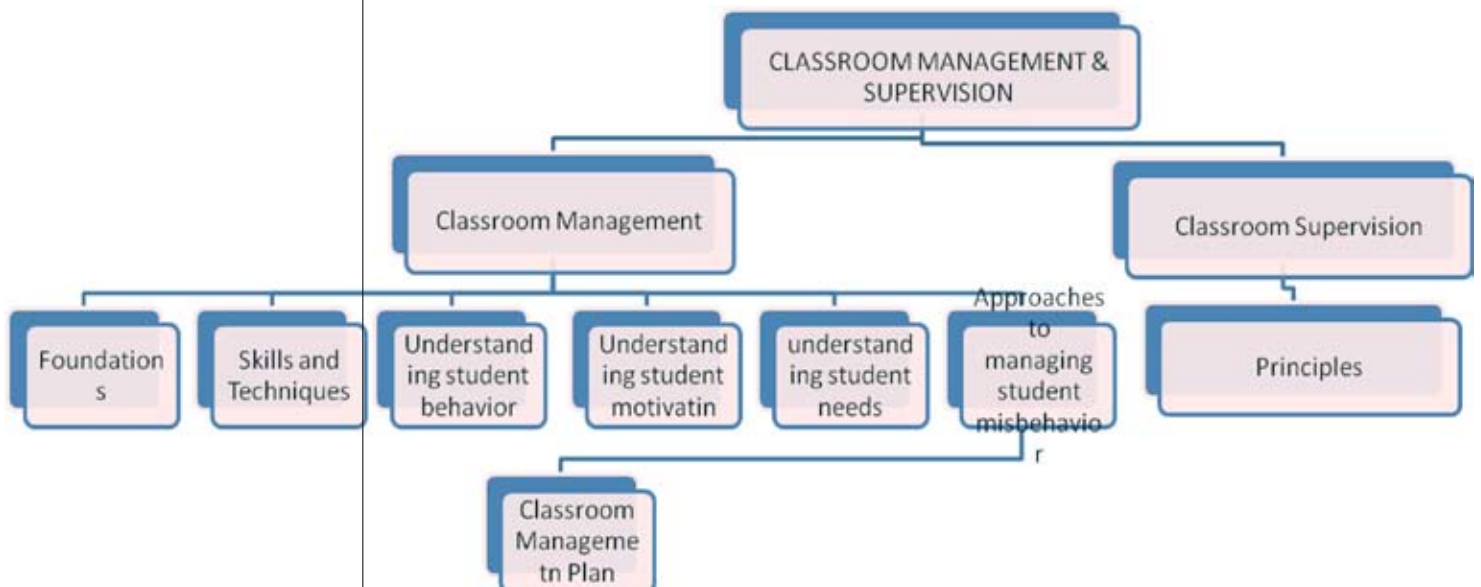 CLASSROOM MANAGEMENT &
SUPERVISION
Classroom Management
Classroom Supervision
Foundation
s
Skills and
Techniques
Understand
ing student
behavior
Understand
ing student
motivatin
understand
ing student
needs
Approaches
to
managing
student
misbehavio
r
Principles
Classroom
Manageme
tn Plan